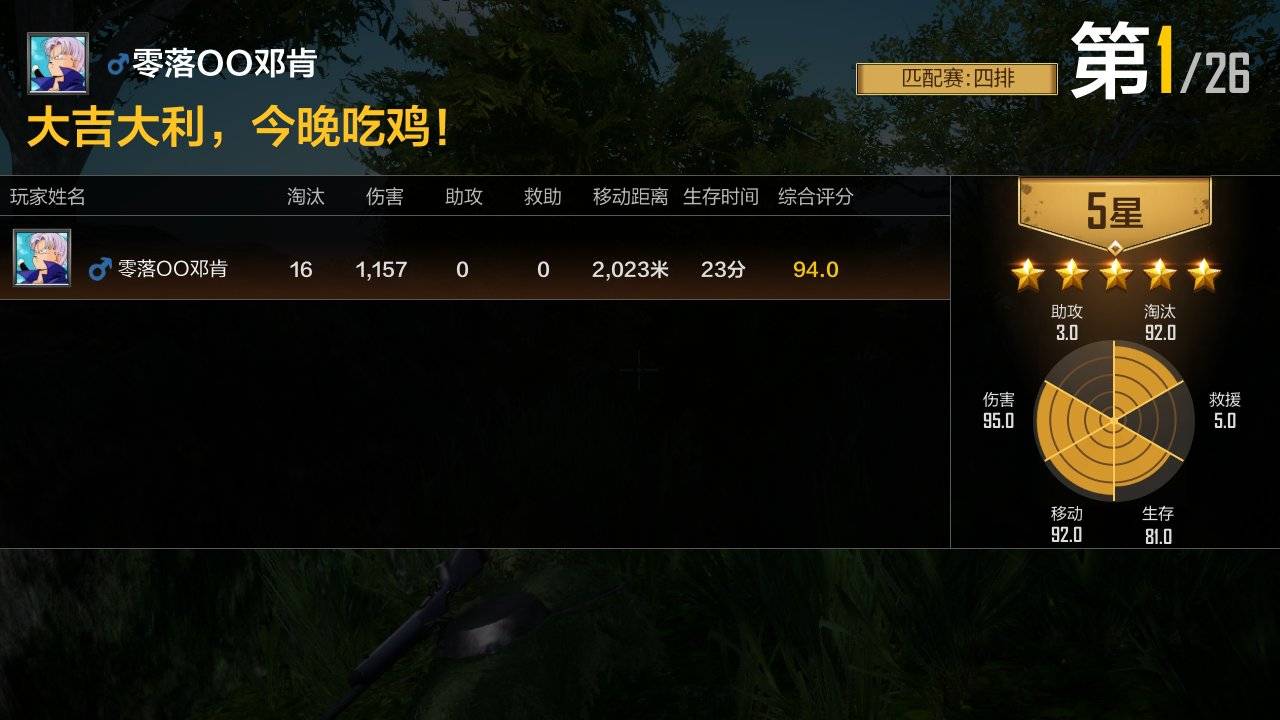 零落OO邓肯
匹配赛:四排
第1/26
大吉大利，今晚吃鸡!
玩家姓名 淘汰 伤害 助攻 救助 移动距离 生存时间 综合评分
零落OO邓肯 16 1,157 0 0 2,023米 23分 94.0
5星
助攻 淘汰
3.0 92.0
伤害 救援
95.0 5.0
移动 生存
92.0 81.0